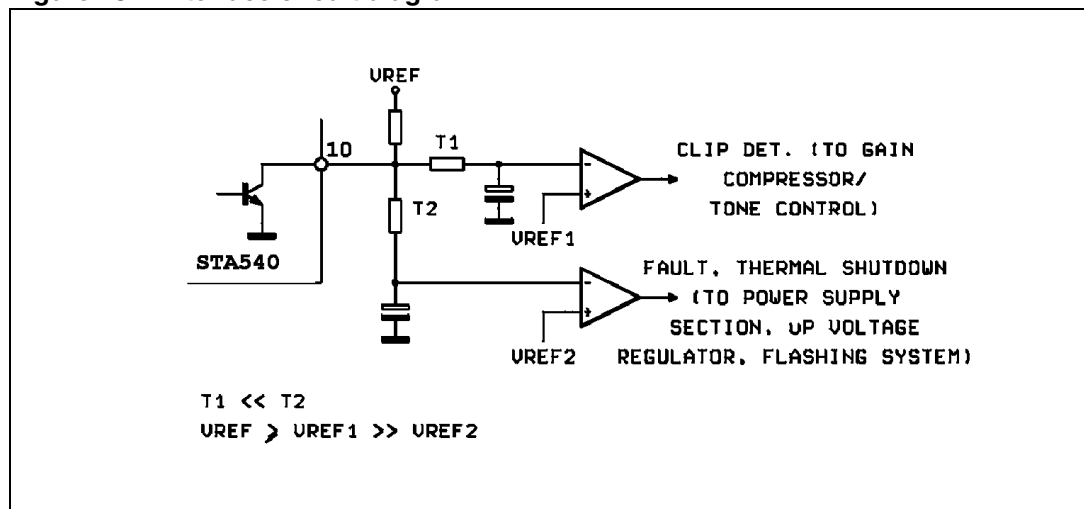 VREF
10
T1
T2
STA540
VREF1
VREF2
CLIP DET. (TO GAIN
COMPRESSOR/
TONE CONTROL)
FAULT, THERMAL SHUTDOWN
(TO POWER SUPPLY
SECTION, uP VOLTAGE
REGULATOR, FLASHING SYSTEM)
- +
- +
T1 << T2
VREF > VREF1 >> VREF2